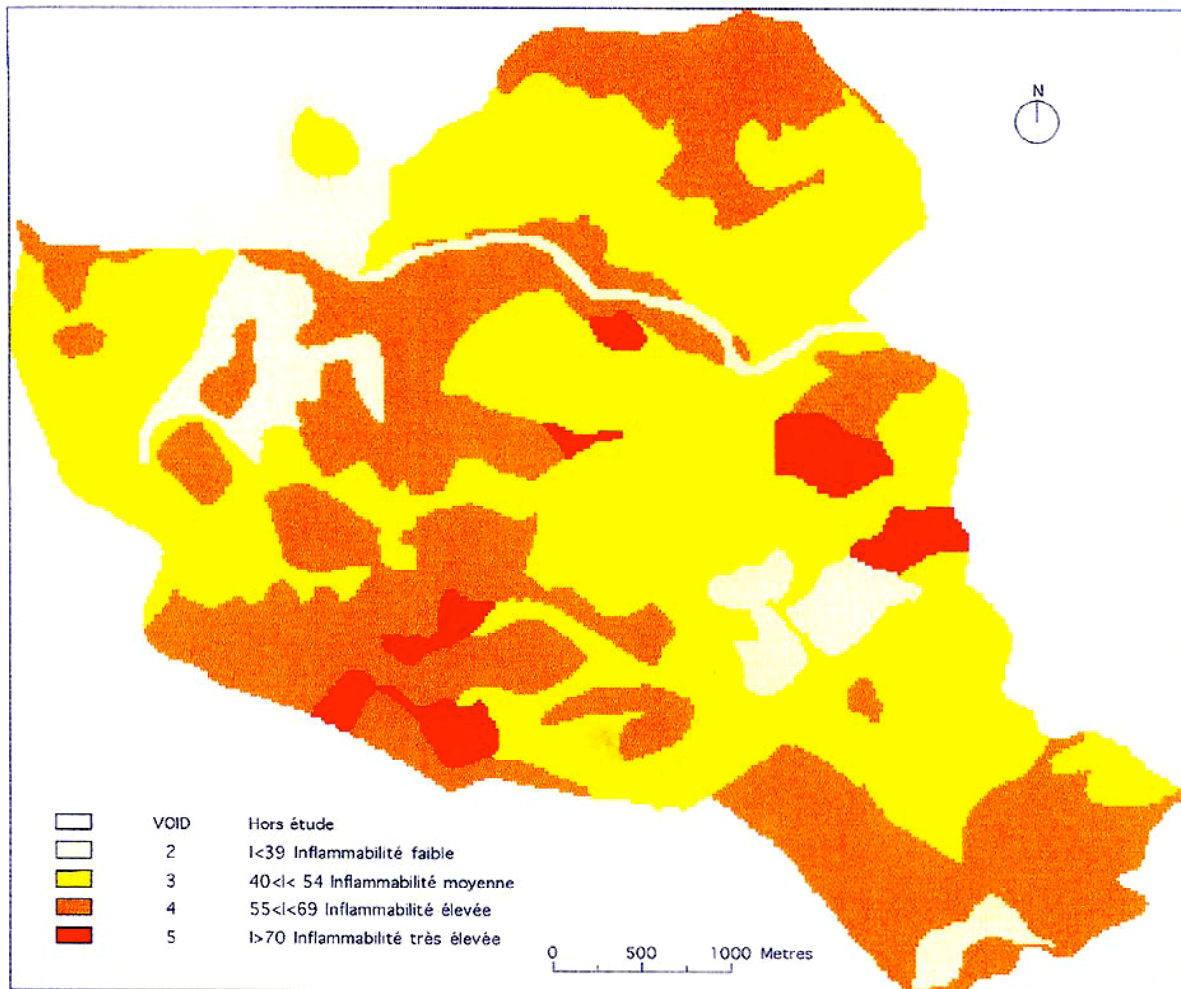 N
VOID Hors étude
2 I<39 Inflammabilité faible
3 40<I< 54 Inflammabilité moyenne
4 55<I<69 Inflammabilité élevée
5 I>70 Inflammabilité très élevée
0 500 1000 Metres